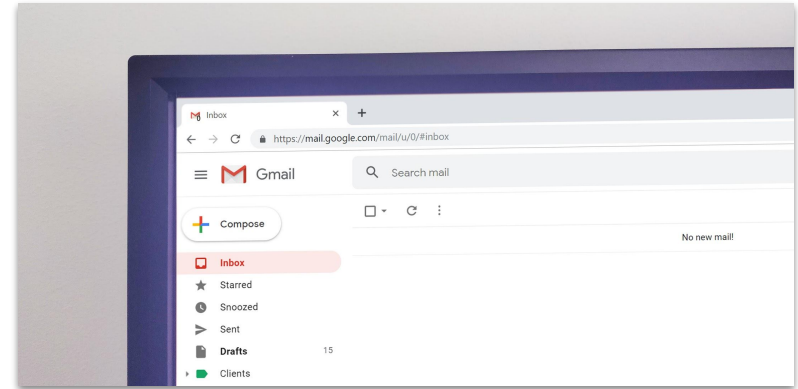 Inbox
https://mail.google.com/mail/u/0/#inbox
Gmail
Search mail
Compose
No new mail!
Inbox
Starred
Snoozed
Sent
Drafts 15
Clients